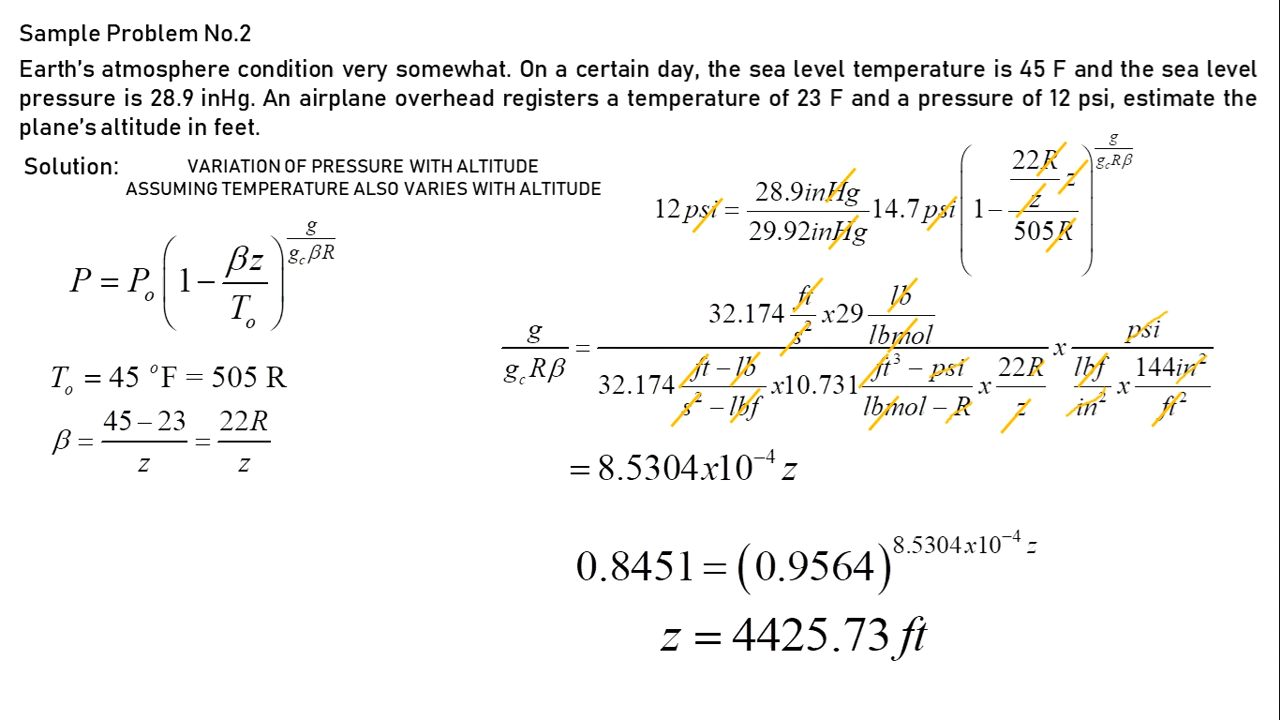 Sample Problem No.2
Earth's atmosphere condition very somewhat. On a certain day, the sea level temperature is 45 F and the sea level
pressure is 28.9 inHg. An airplane overhead registers a temperature of 23 F and a pressure of 12 psi, estimate the
plane's altitude in feet.
Solution:
VARIATION OF PRESSURE WITH ALTITUDE
ASSUMING TEMPERATURE ALSO VARIES WITH ALTITUDE
P = P_o (1 − βz / T_o)^(g / g_c βR)
T_o = 45 °F = 505 R
β = (45 − 23) / z = 22R / z
12 psi = (28.9inHg / 29.92inHg) 14.7 psi (1 − ((22R / z) z) / 505R)^(g / g_c Rβ)
g / g_c Rβ = (32.174 ft / s² x29 lb / lbmol) / (32.174 (ft − lb) / (s² − lbf) x10.731 (ft³ − psi) / (lbmol − R) x 22R / z) x psi / (lbf / in² x 144in² / ft²)
= 8.5304x10⁻⁴ z
0.8451 = (0.9564)^(8.5304x10⁻⁴ z)
z = 4425.73 ft